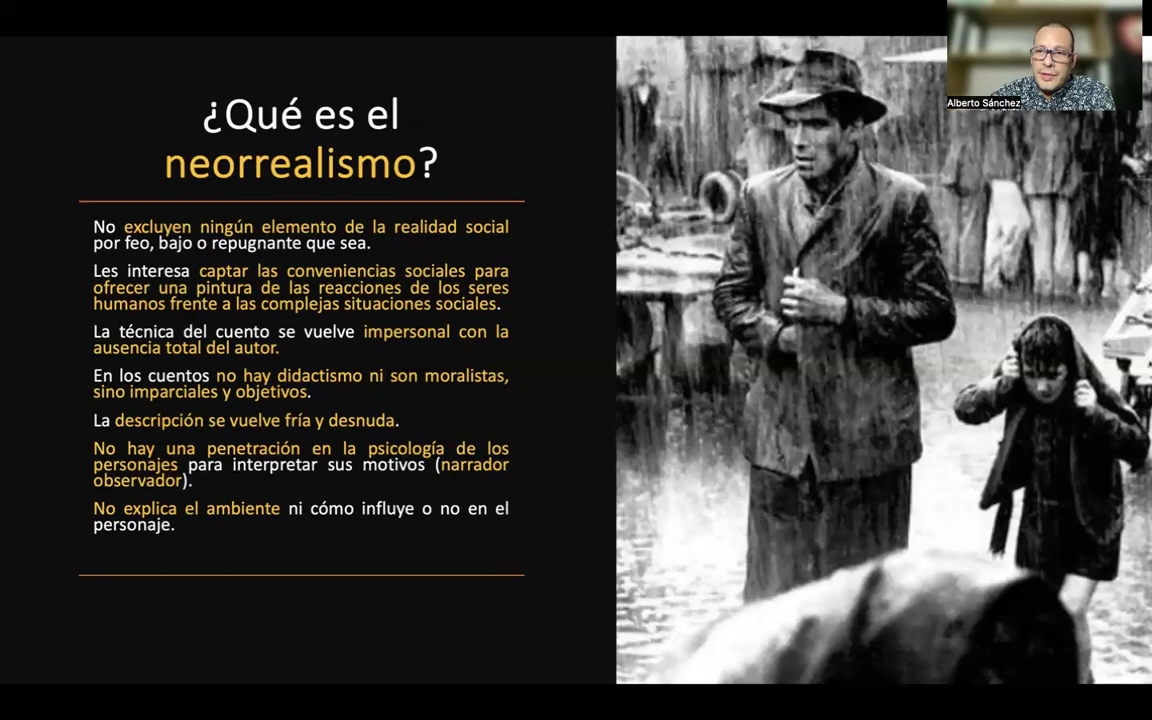 ¿Qué es el
neorrealismo?
No excluyen ningún elemento de la realidad social
por feo, bajo o repugnante que sea.
Les interesa captar las conveniencias sociales para
ofrecer una pintura de las reacciones de los seres
humanos frente a las complejas situaciones sociales.
La técnica del cuento se vuelve impersonal con la
ausencia total del autor.
En los cuentos no hay didactismo ni son moralistas,
sino imparciales y objetivos.
La descripción se vuelve fría y desnuda.
No hay una penetración en la psicología de los
personajes para interpretar sus motivos (narrador
observador).
No explica el ambiente ni cómo influye o no en el
personaje.
Alberto Sánchez